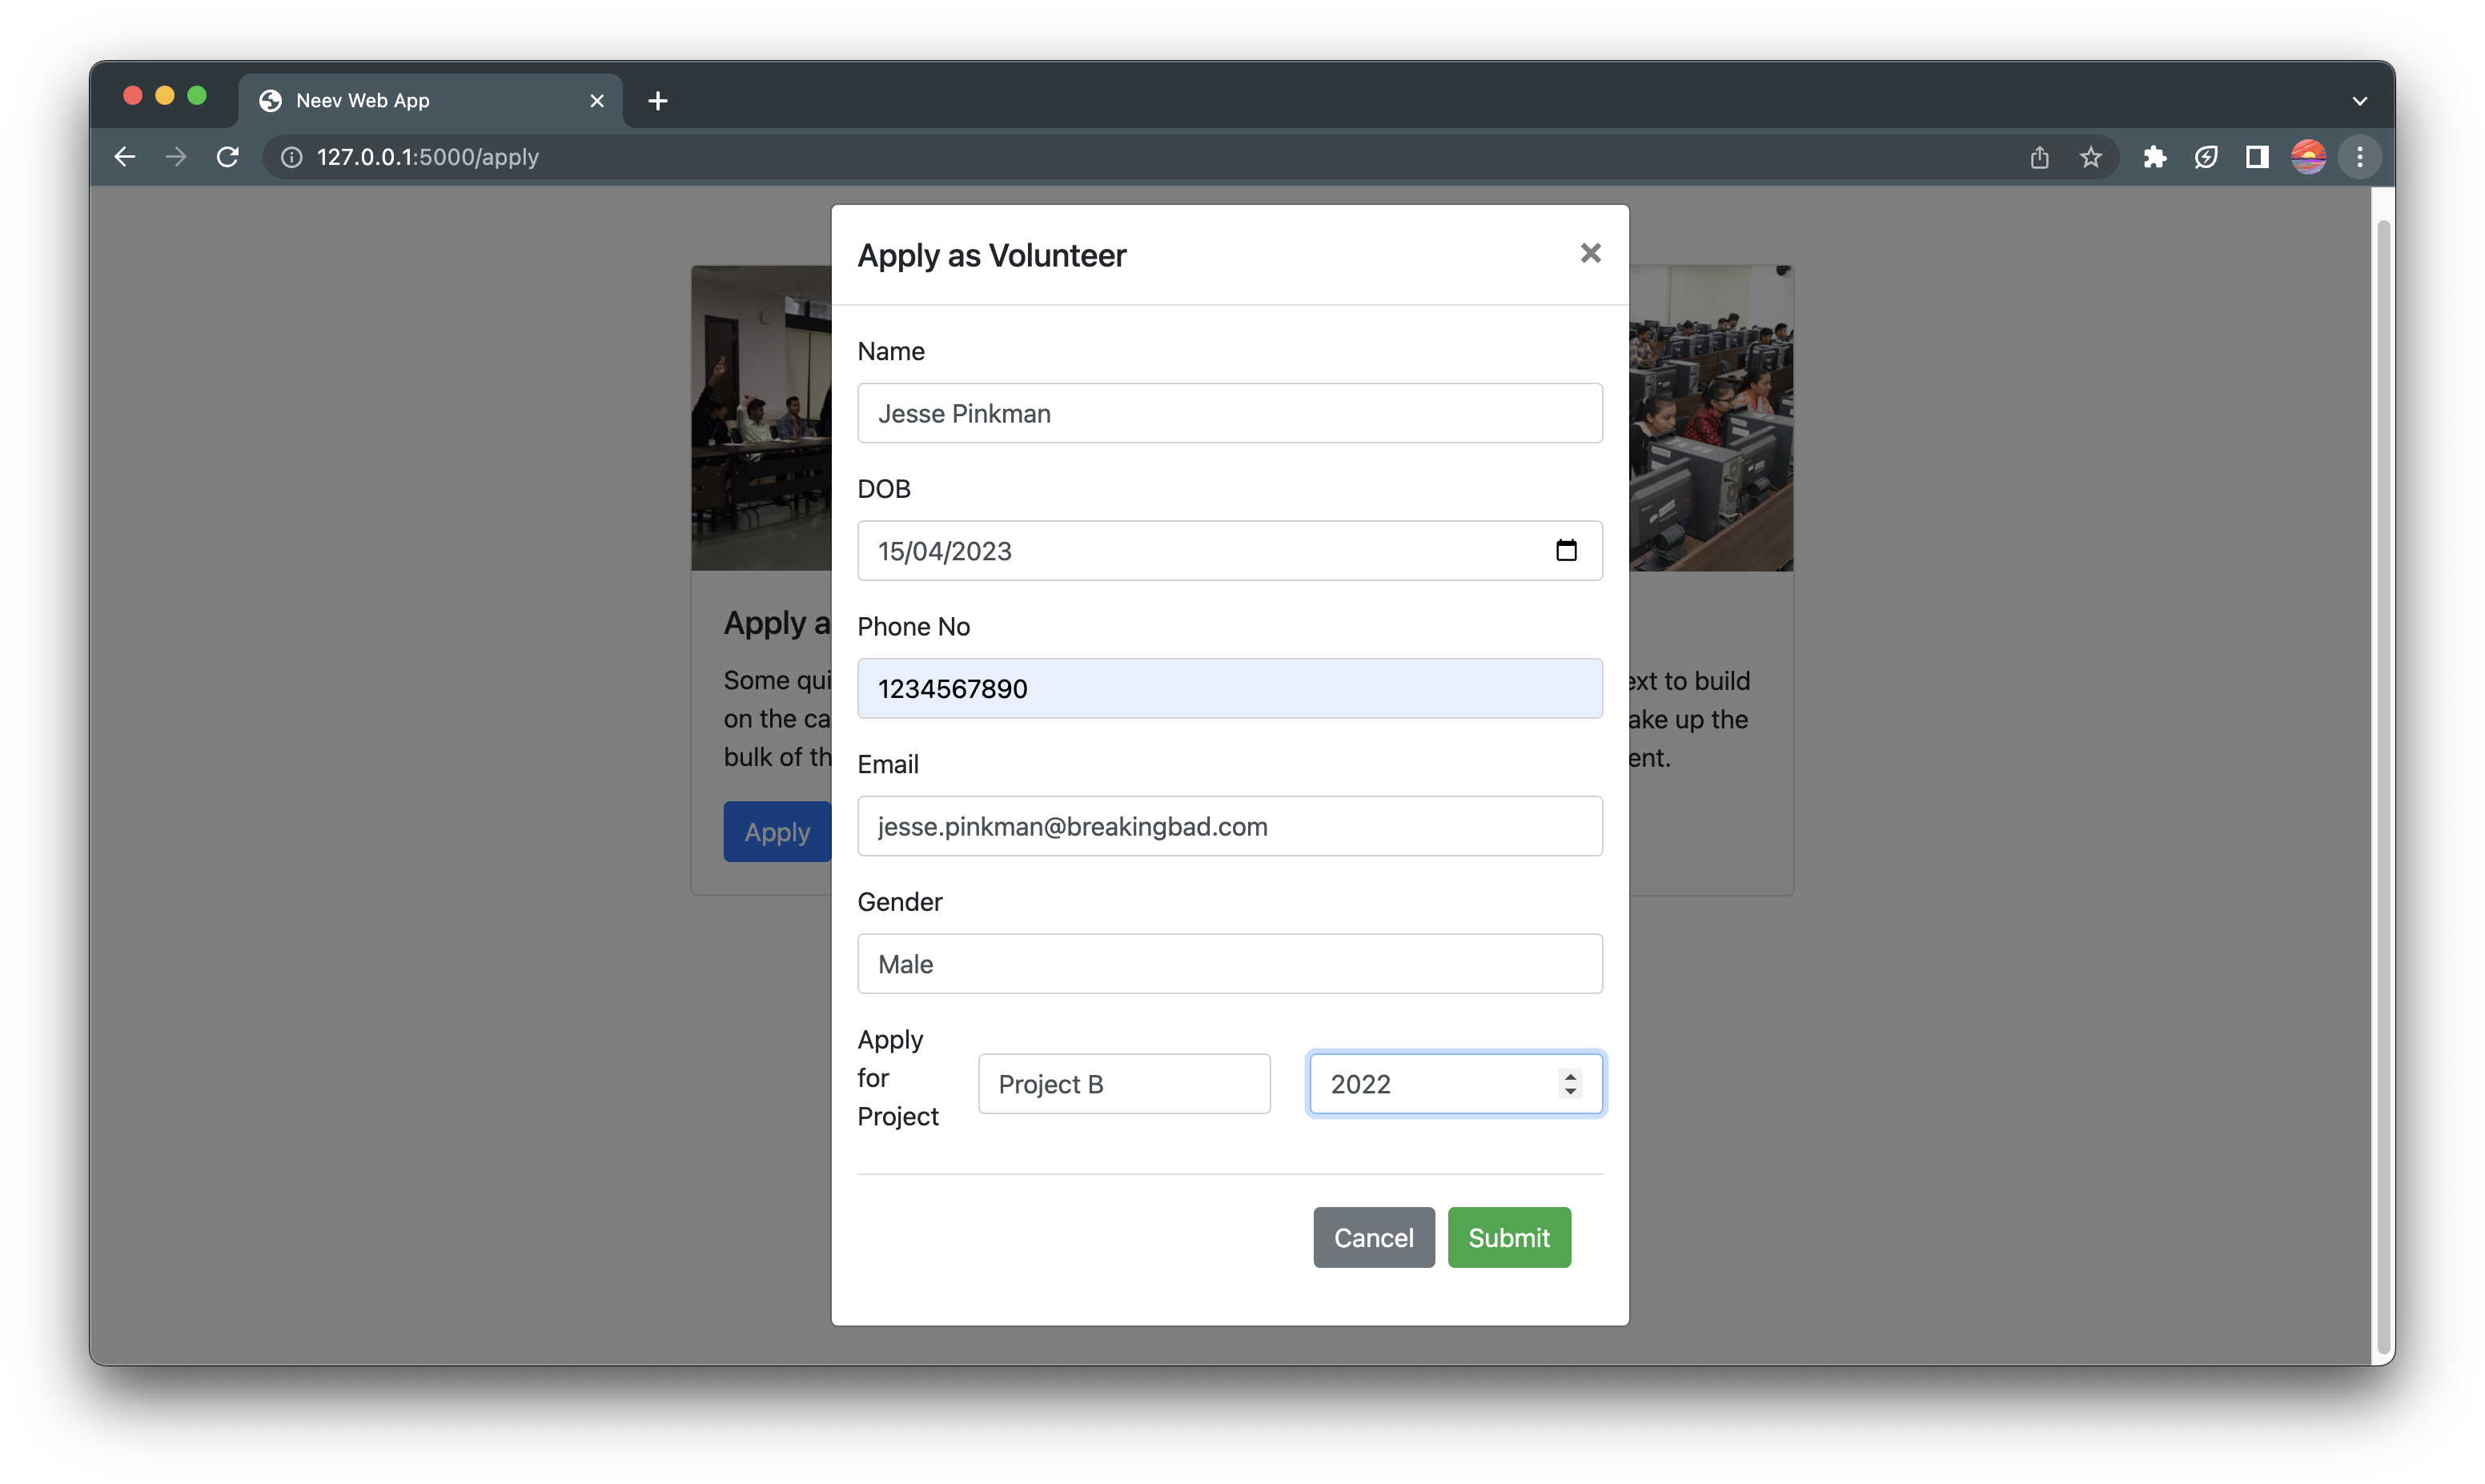 Neev Web App
127.0.0.1:5000/apply
Apply as Volunteer
Name
Jesse Pinkman
DOB
15/04/2023
Phone No
1234567890
Email
jesse.pinkman@breakingbad.com
Gender
Male
Apply
for
Project
Project B
2022
Cancel
Submit
Apply a
Some qui
on the ca
bulk of th
Apply
ext to build
ake up the
ent.